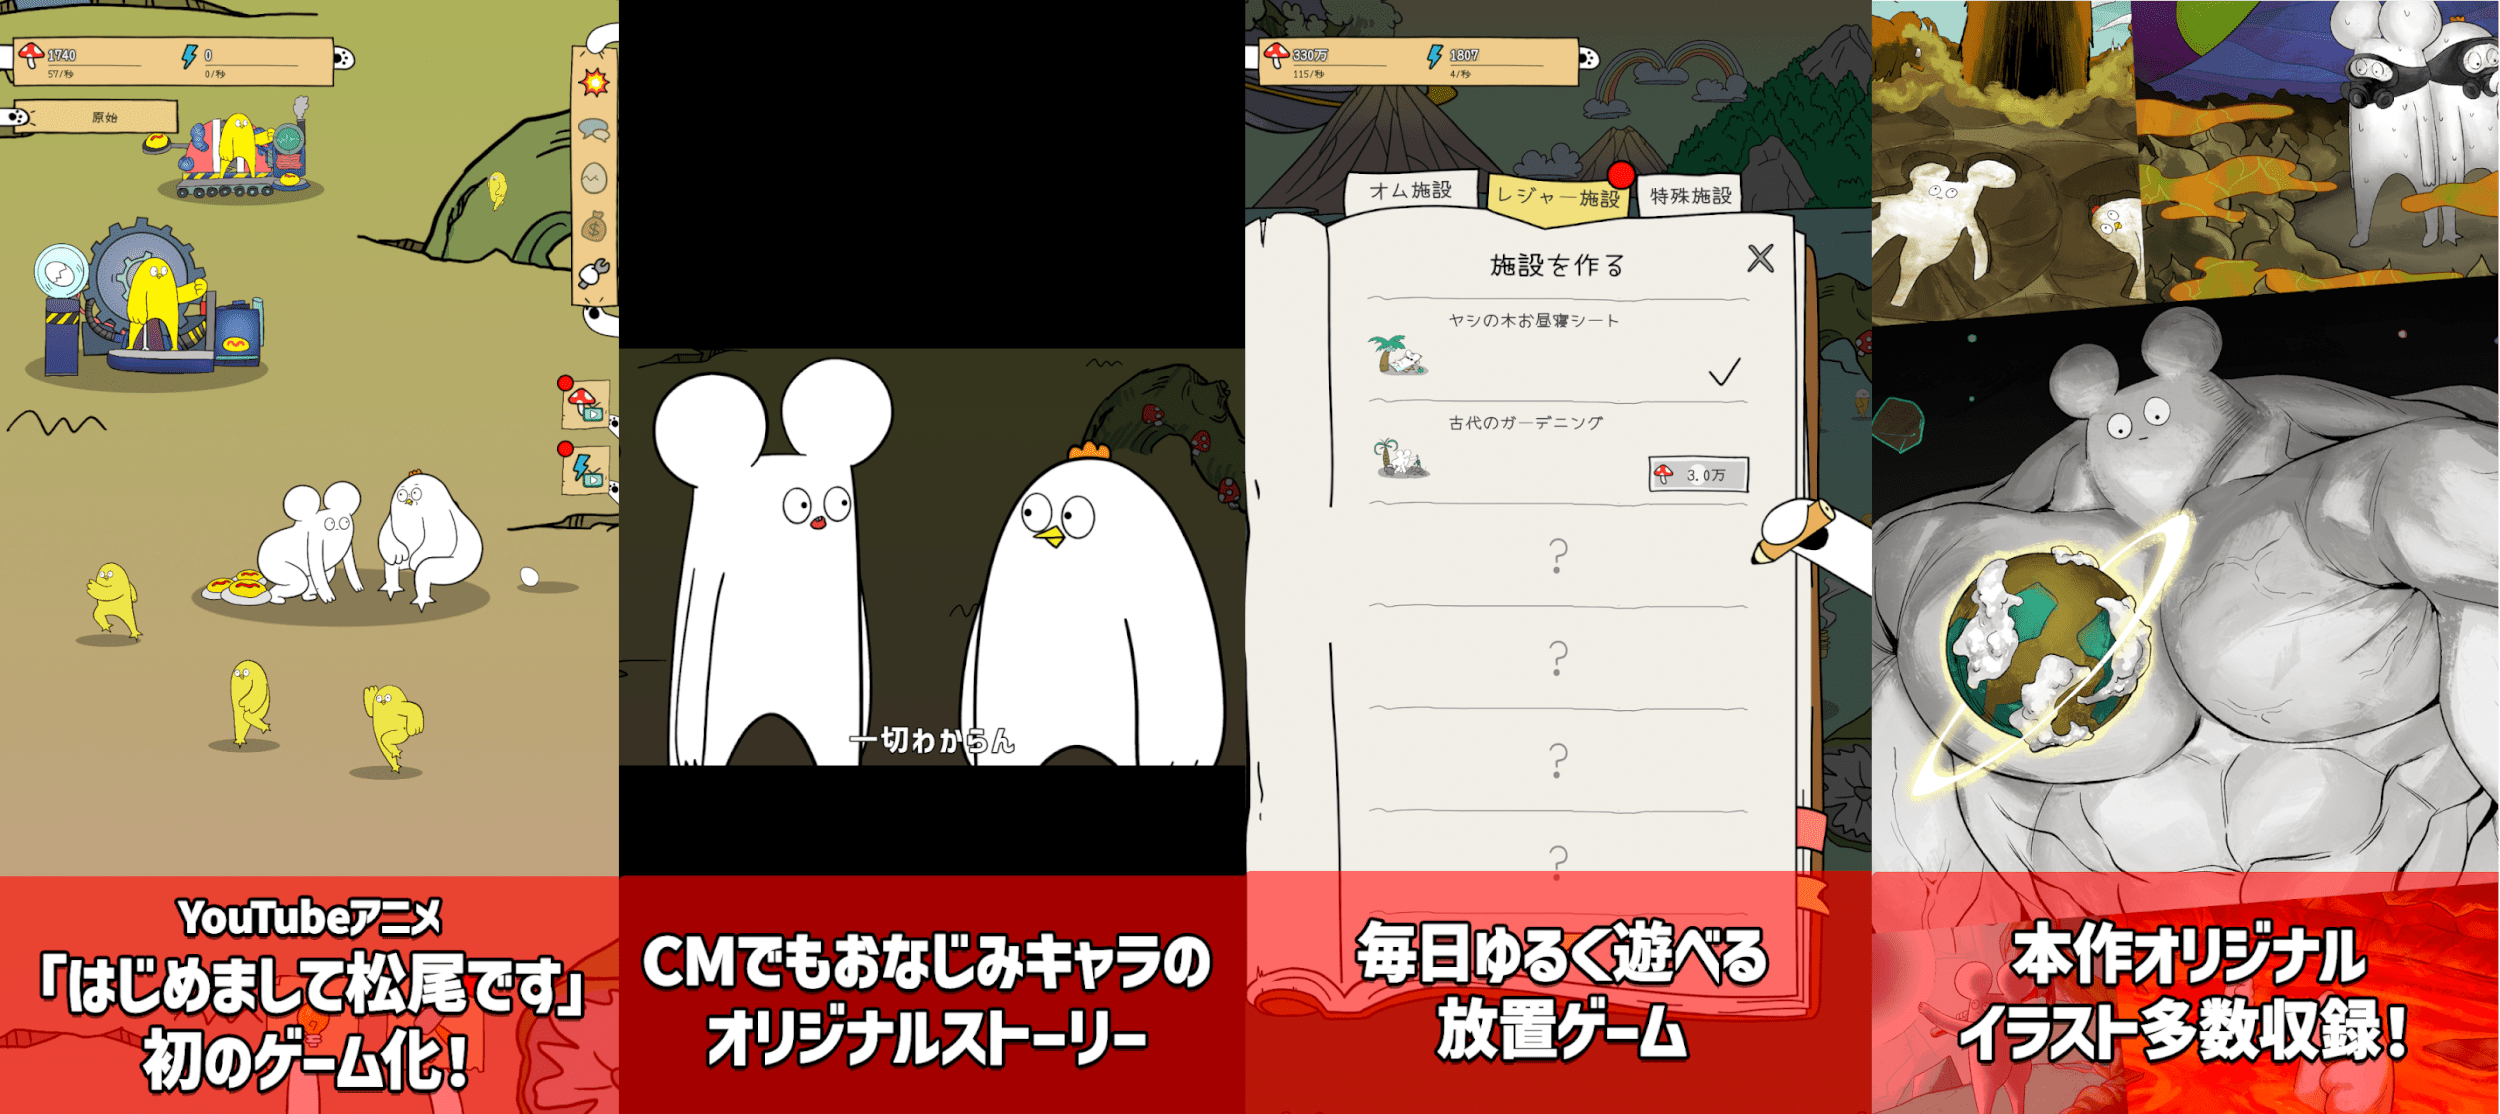 1740
57/秒
0
0/秒
原始
YouTubeアニメ
「はじめまして松尾です」
初のゲーム化!
一切わからん
CMでもおなじみキャラの
オリジナルストーリー
330万
115/秒
1807
4/秒
オム施設
レジャー施設
特殊施設
施設を作る
ヤシの木お昼寝シート
古代のガーデニング
3.0万
?
?
?
?
毎日ゆるく遊べる
放置ゲーム
本作オリジナル
イラスト多数収録!